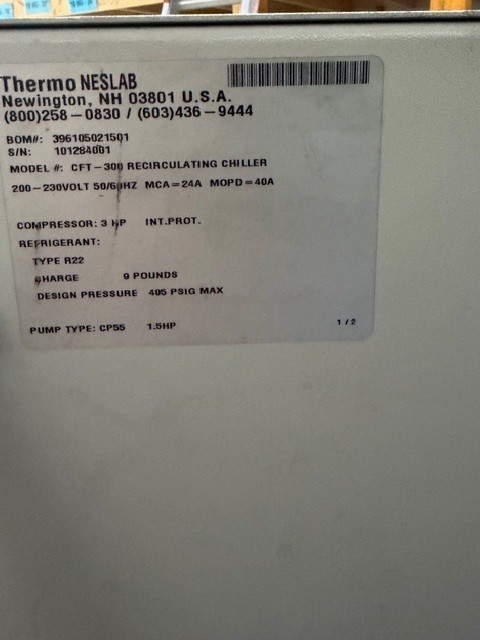 Thermo NESLAB
Newington, NH 03801 U.S.A.
(800)258-0830 / (603)436-9444
BOM#: 396105021501
S/N: 101284001
MODEL #: CFT-300 RECIRCULATING CHILLER
200-230VOLT 50/60HZ MCA=24A MOPD=40A
COMPRESSOR: 3 HP INT.PROT.
REFRIGERANT:
TYPE R22
CHARGE 9 POUNDS
DESIGN PRESSURE 405 PSIG MAX
PUMP TYPE: CP55 1.5HP
1/2